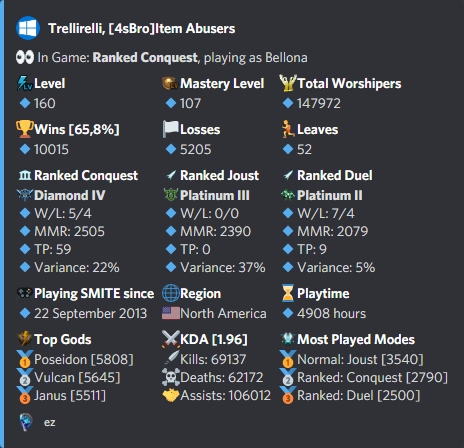 Trellirelli, [4sBro]Item Abusers
In Game: Ranked Conquest, playing as Bellona
Level Mastery Level Total Worshipers
160 107 147972
Wins [65,8%] Losses Leaves
10015 5205 52
Ranked Conquest Ranked Joust Ranked Duel
Diamond IV Platinum III Platinum II
W/L: 5/4 W/L: 0/0 W/L: 7/4
MMR: 2505 MMR: 2390 MMR: 2079
TP: 59 TP: 0 TP: 9
Variance: 22% Variance: 37% Variance: 5%
Playing SMITE since Region Playtime
22 September 2013 North America 4908 hours
Top Gods KDA [1.96] Most Played Modes
Poseidon [5808] Kills: 69137 Normal: Joust [3540]
Vulcan [5645] Deaths: 62172 Ranked: Conquest [2790]
Janus [5511] Assists: 106012 Ranked: Duel [2500]
ez